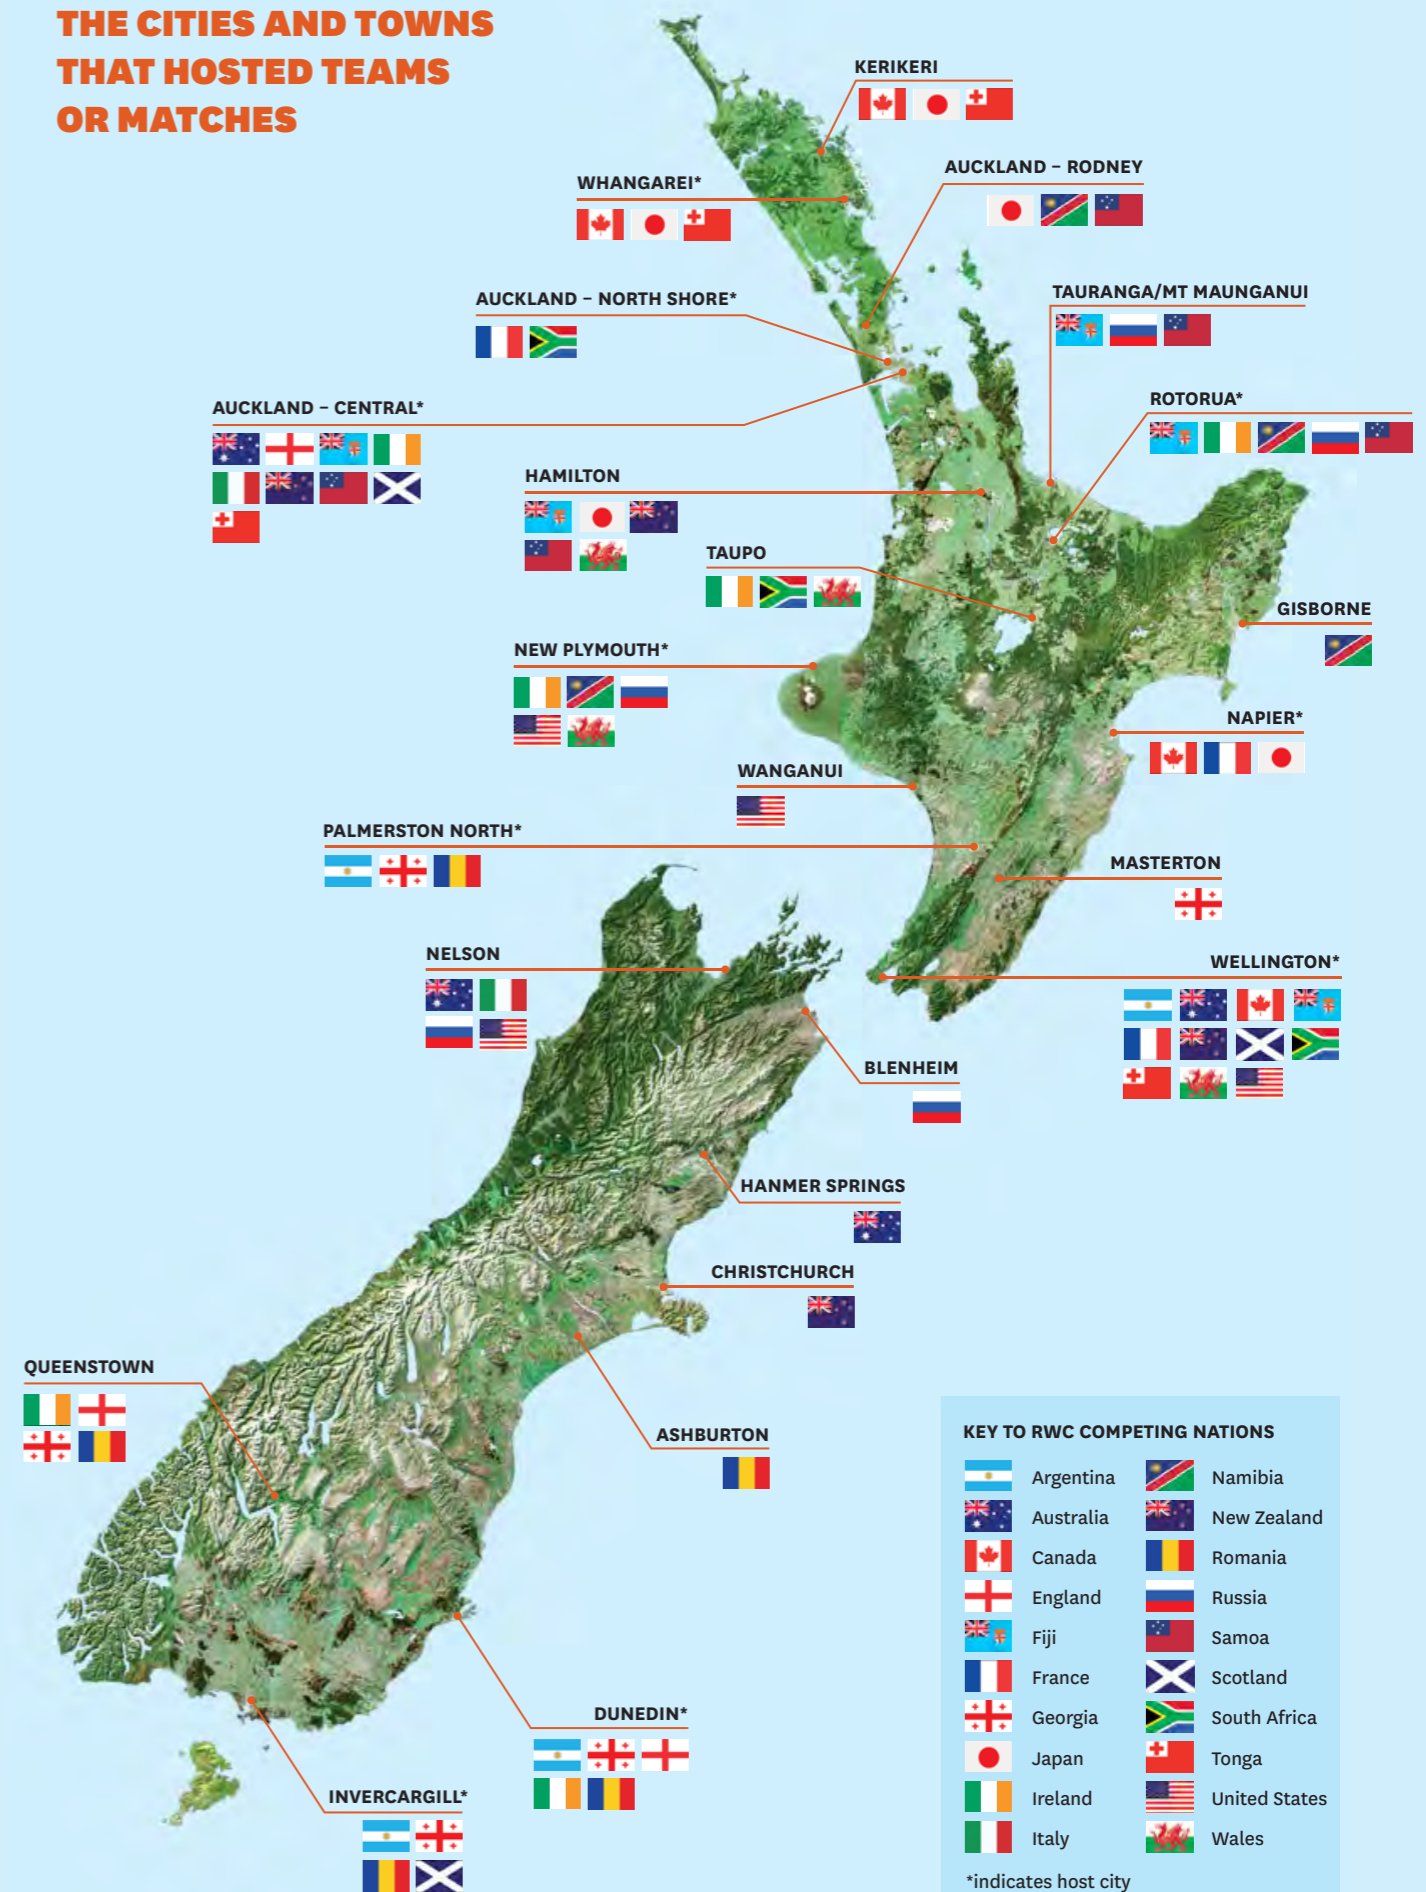 THE CITIES AND TOWNS
THAT HOSTED TEAMS
OR MATCHES
KERIKERI
AUCKLAND – RODNEY
WHANGAREI*
TAURANGA/MT MAUNGANUI
AUCKLAND – NORTH SHORE*
ROTORUA*
AUCKLAND – CENTRAL*
HAMILTON
TAUPO
GISBORNE
NEW PLYMOUTH*
NAPIER*
WANGANUI
PALMERSTON NORTH*
MASTERTON
NELSON
WELLINGTON*
BLENHEIM
HANMER SPRINGS
CHRISTCHURCH
QUEENSTOWN
ASHBURTON
DUNEDIN*
INVERCARGILL*
KEY TO RWC COMPETING NATIONS
Argentina
Australia
Canada
England
Fiji
France
Georgia
Japan
Ireland
Italy
Namibia
New Zealand
Romania
Russia
Samoa
Scotland
South Africa
Tonga
United States
Wales
*indicates host city